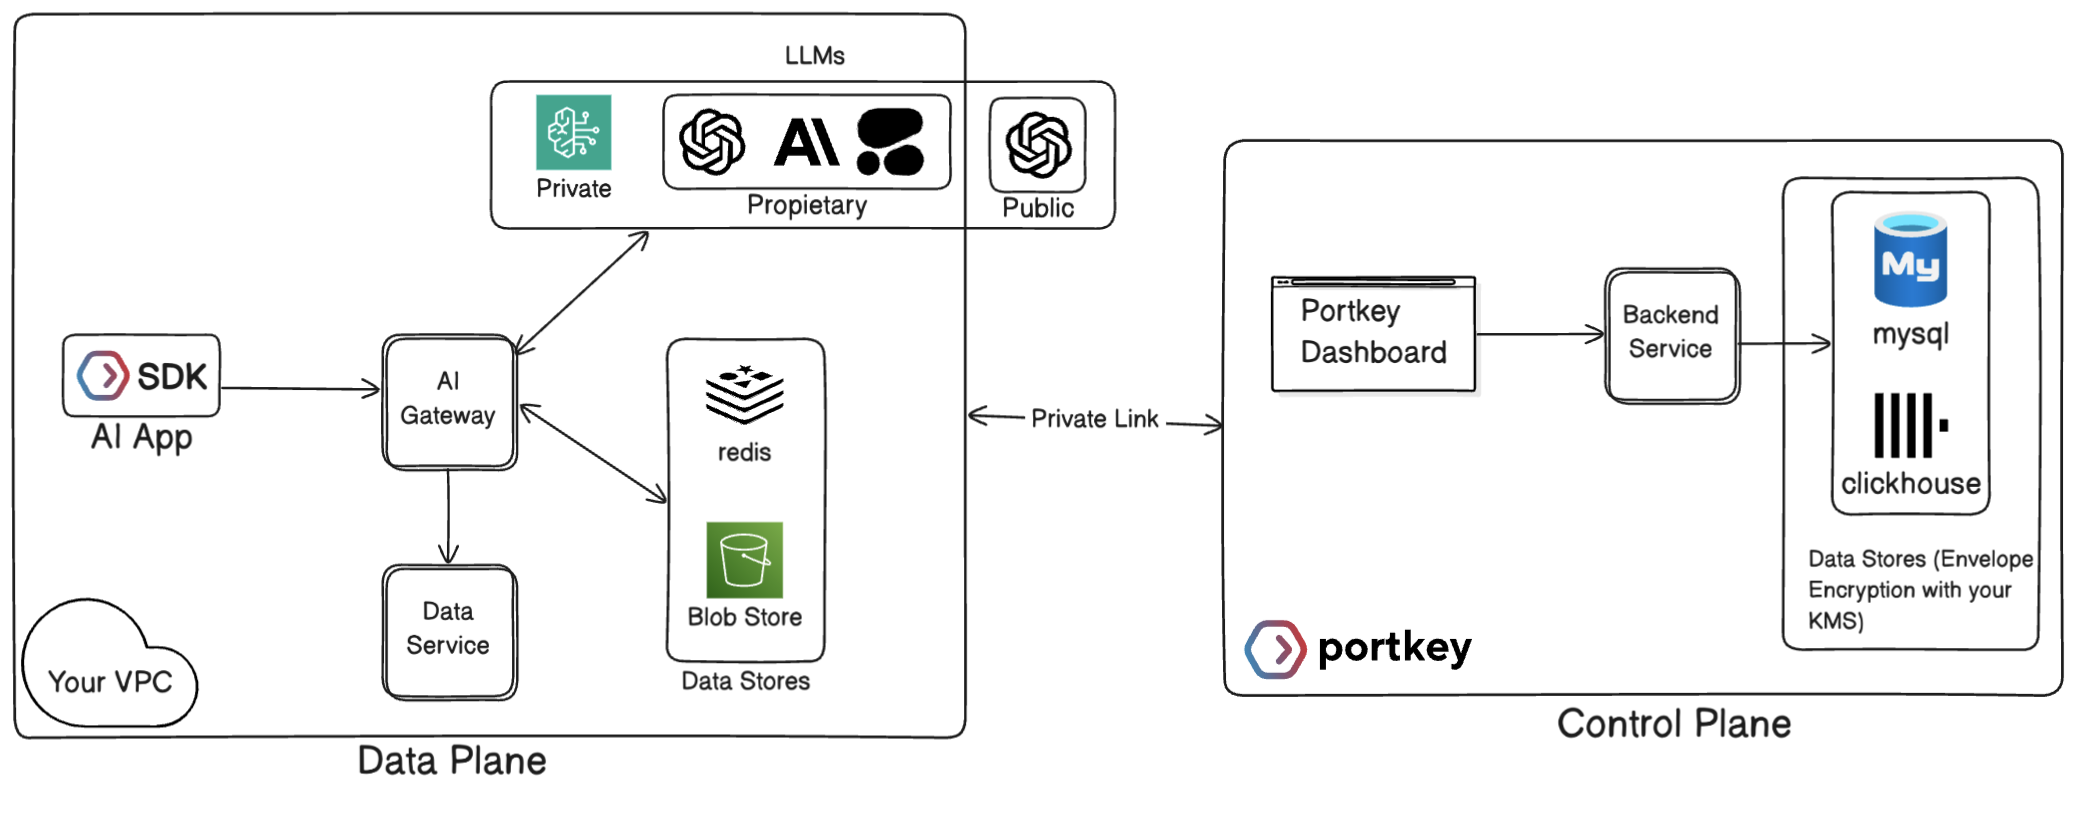 LLMs
Private
Propietary
Public
SDK
AI App
AI
Gateway
redis
Blob Store
Data Stores
Data
Service
Your VPC
Data Plane
Private Link
Portkey
Dashboard
Backend
Service
My
mysql
clickhouse
Data Stores (Envelope
Encryption with your
KMS)
portkey
Control Plane